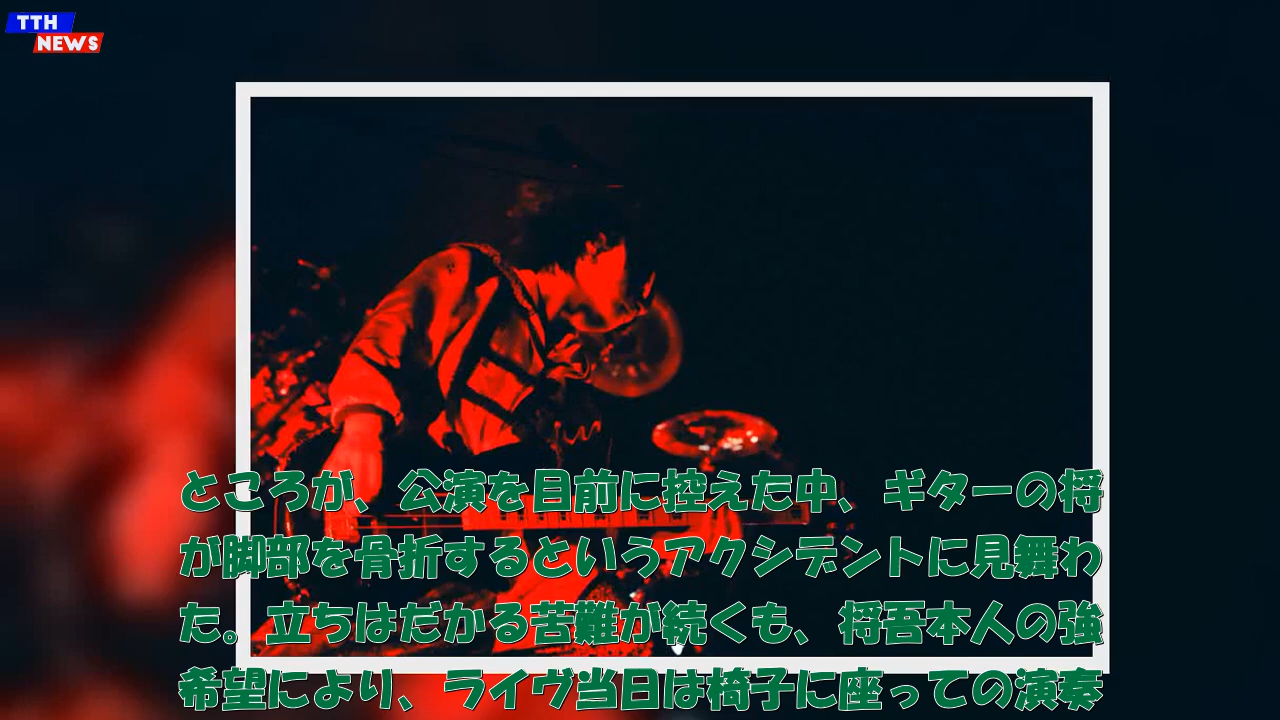 TTH
NEWS
ところが、公演を目前に控えた中、ギターの将
が脚部を骨折するというアクシデントに見舞わ
た。立ちはだかる苦難が続くも、将吾本人の強
希望により、ライヴ当日は椅子に座っての演奏